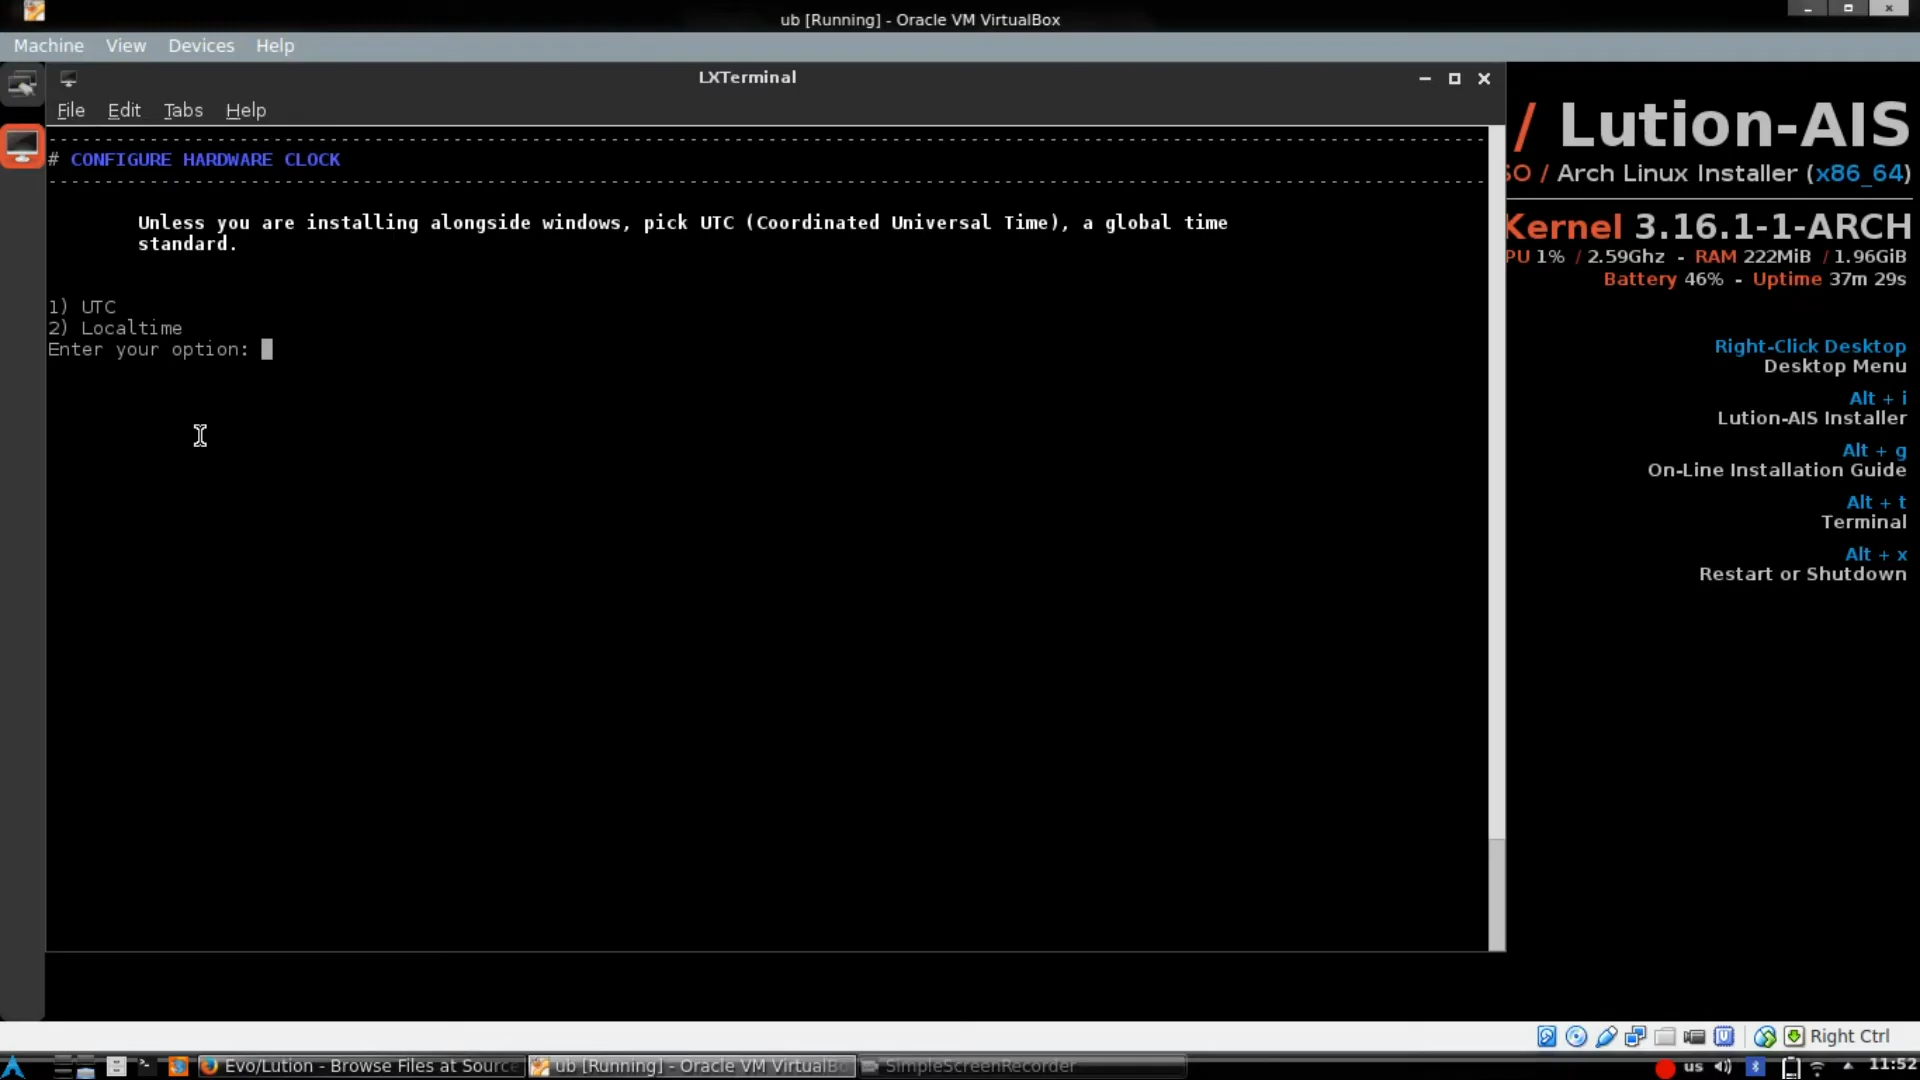 ub [Running] - Oracle VM VirtualBox
Machine View Devices Help
LXTerminal
File Edit Tabs Help
# CONFIGURE HARDWARE CLOCK
Unless you are installing alongside windows, pick UTC (Coordinated Universal Time), a global time
standard.
1) UTC
2) Localtime
Enter your option:
/ Lution-AIS
SO / Arch Linux Installer (x86_64)
Kernel 3.16.1-1-ARCH
PU 1% / 2.59Ghz - RAM 222MiB / 1.96GiB
Battery 46% - Uptime 37m 29s
Right-Click Desktop
Desktop Menu
Alt + i
Lution-AIS Installer
Alt + g
On-Line Installation Guide
Alt + t
Terminal
Alt + x
Restart or Shutdown
Right Ctrl
Evo/Lution - Browse Files at Source
ub [Running] - Oracle VM VirtualBo
SimpleScreenRecorder
us
11:52